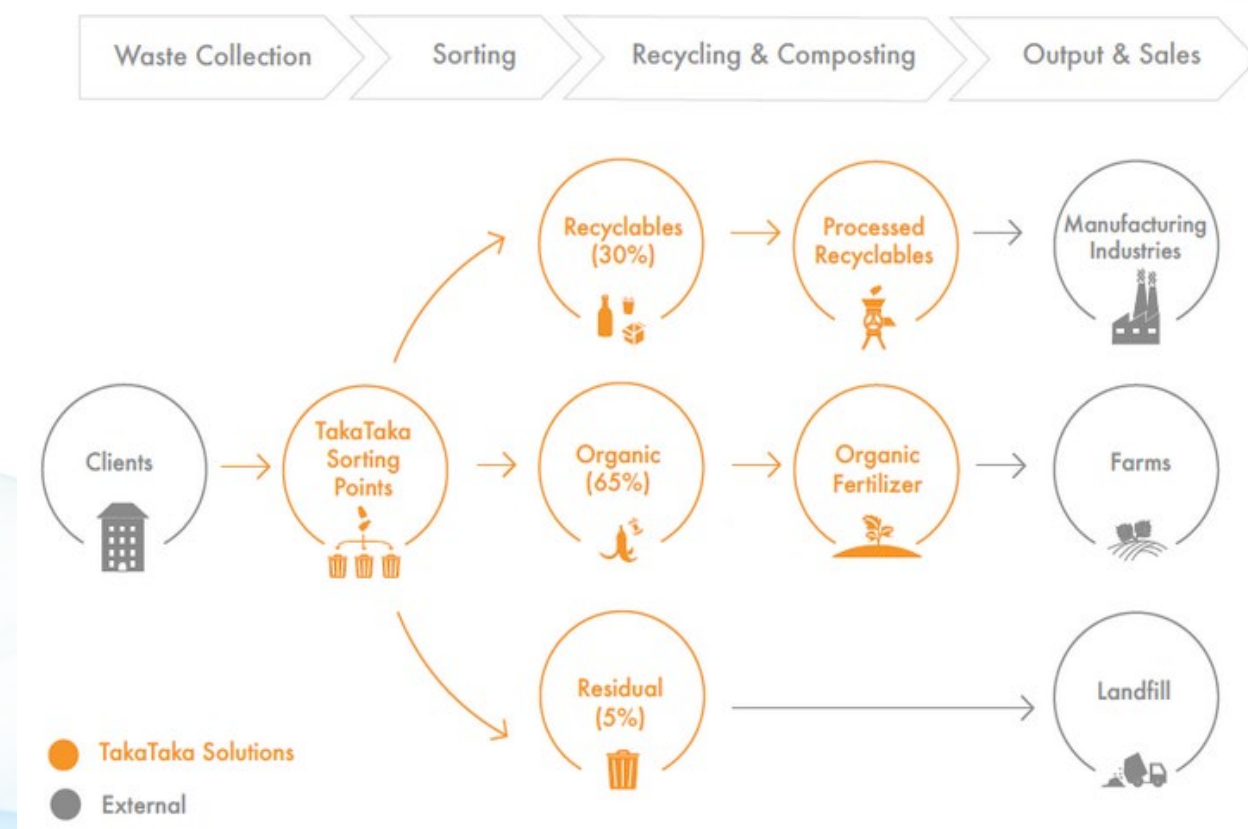 Waste Collection
Sorting
Recycling & Composting
Output & Sales
Recyclables
(30%)
Processed
Recyclables
Manufacturing
Industries
Clients
TakaTaka
Sorting
Points
Organic
(65%)
Organic
Fertilizer
Farms
Residual
(5%)
Landfill
TakaTaka Solutions
External